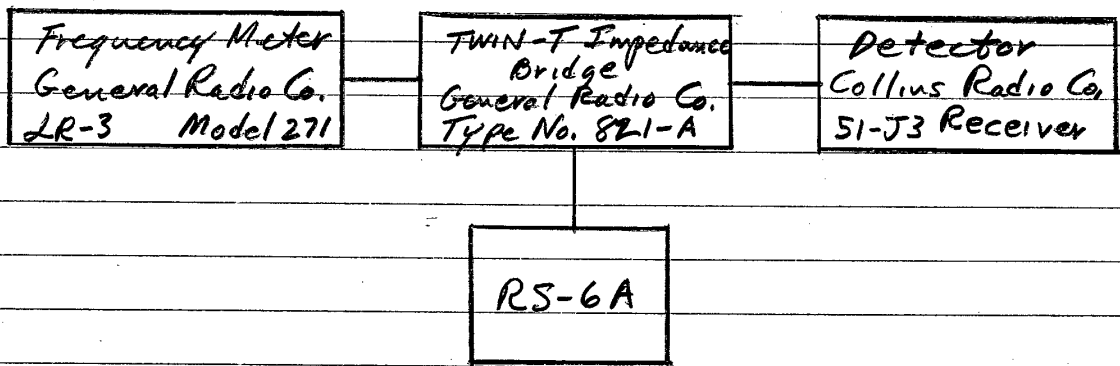 Frequency Meter
General Radio Co.
LR-3 Model 271
TWIN-T Impedance
Bridge
General Radio Co.
Type No. 821-A
Detector
Collins Radio Co.
51-J3 Receiver
RS-6A